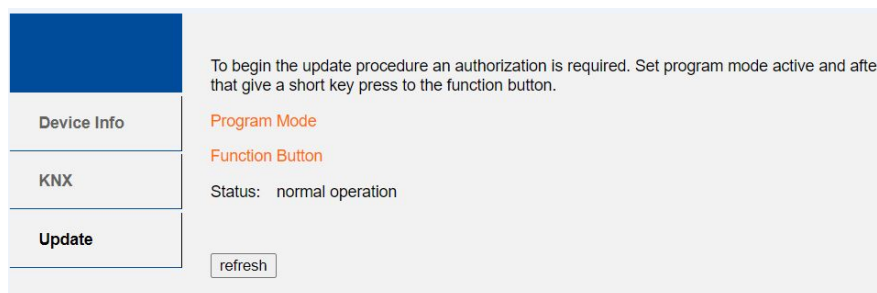 To begin the update procedure an authorization is required. Set program mode active and afte
that give a short key press to the function button.
Device Info
Program Mode
Function Button
KNX
Status: normal operation
Update
refresh